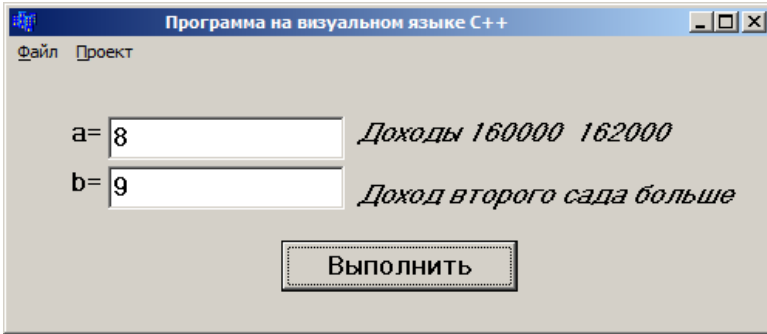 Программа на визуальном языке C++
Файл Проект
a= 8 Доходы 160000 162000
b= 9 Доход второго сада больше
Выполнить